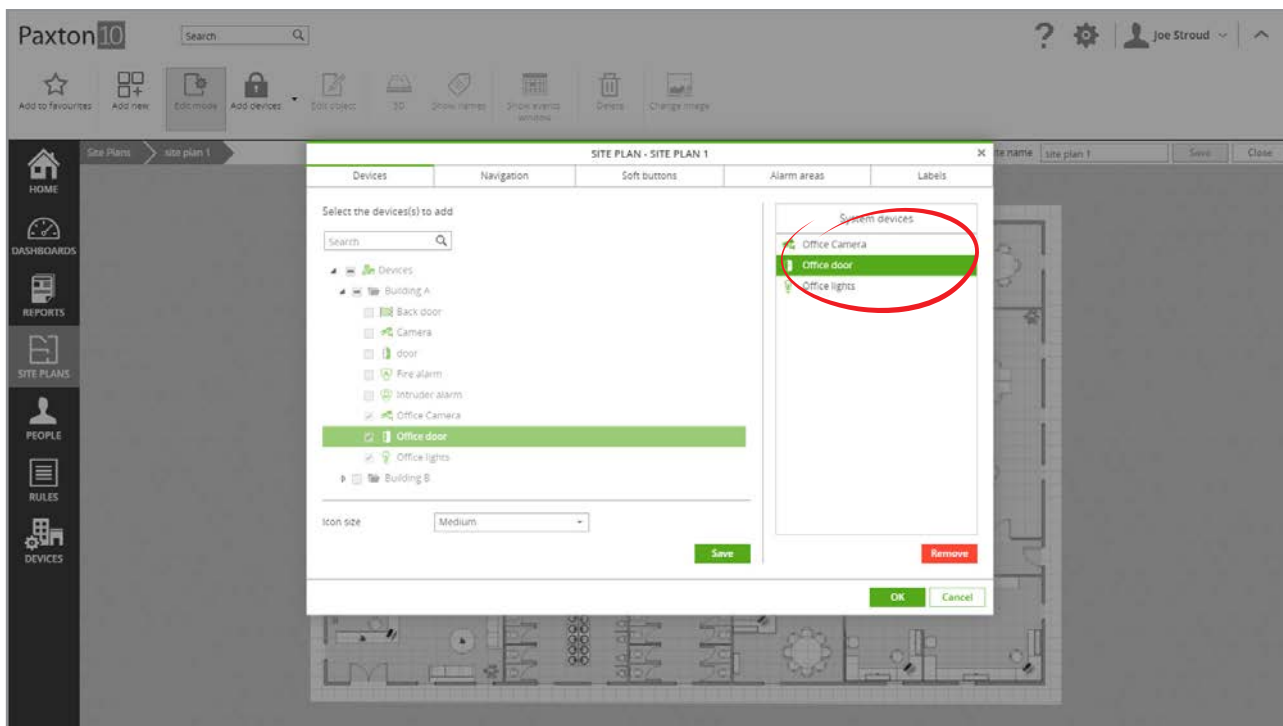 Paxton 10
Search
Joe Stroud
Add to favourites
Add new
Edit mode
Add devices
Edit object
3D
Show names
Show events window
Delete
Change image
Site Plans
site plan 1
te name
site plan 1
Save
Close
HOME
DASHBOARDS
REPORTS
SITE PLANS
PEOPLE
RULES
DEVICES
SITE PLAN - SITE PLAN 1
Devices
Navigation
Soft buttons
Alarm areas
Labels
Select the devices(s) to add
Search
Devices
Building A
Back door
Camera
door
Fire alarm
Intruder alarm
Office Camera
Office door
Office lights
Building B
Icon size
Medium
Save
System devices
Office Camera
Office door
Office lights
Remove
OK
Cancel